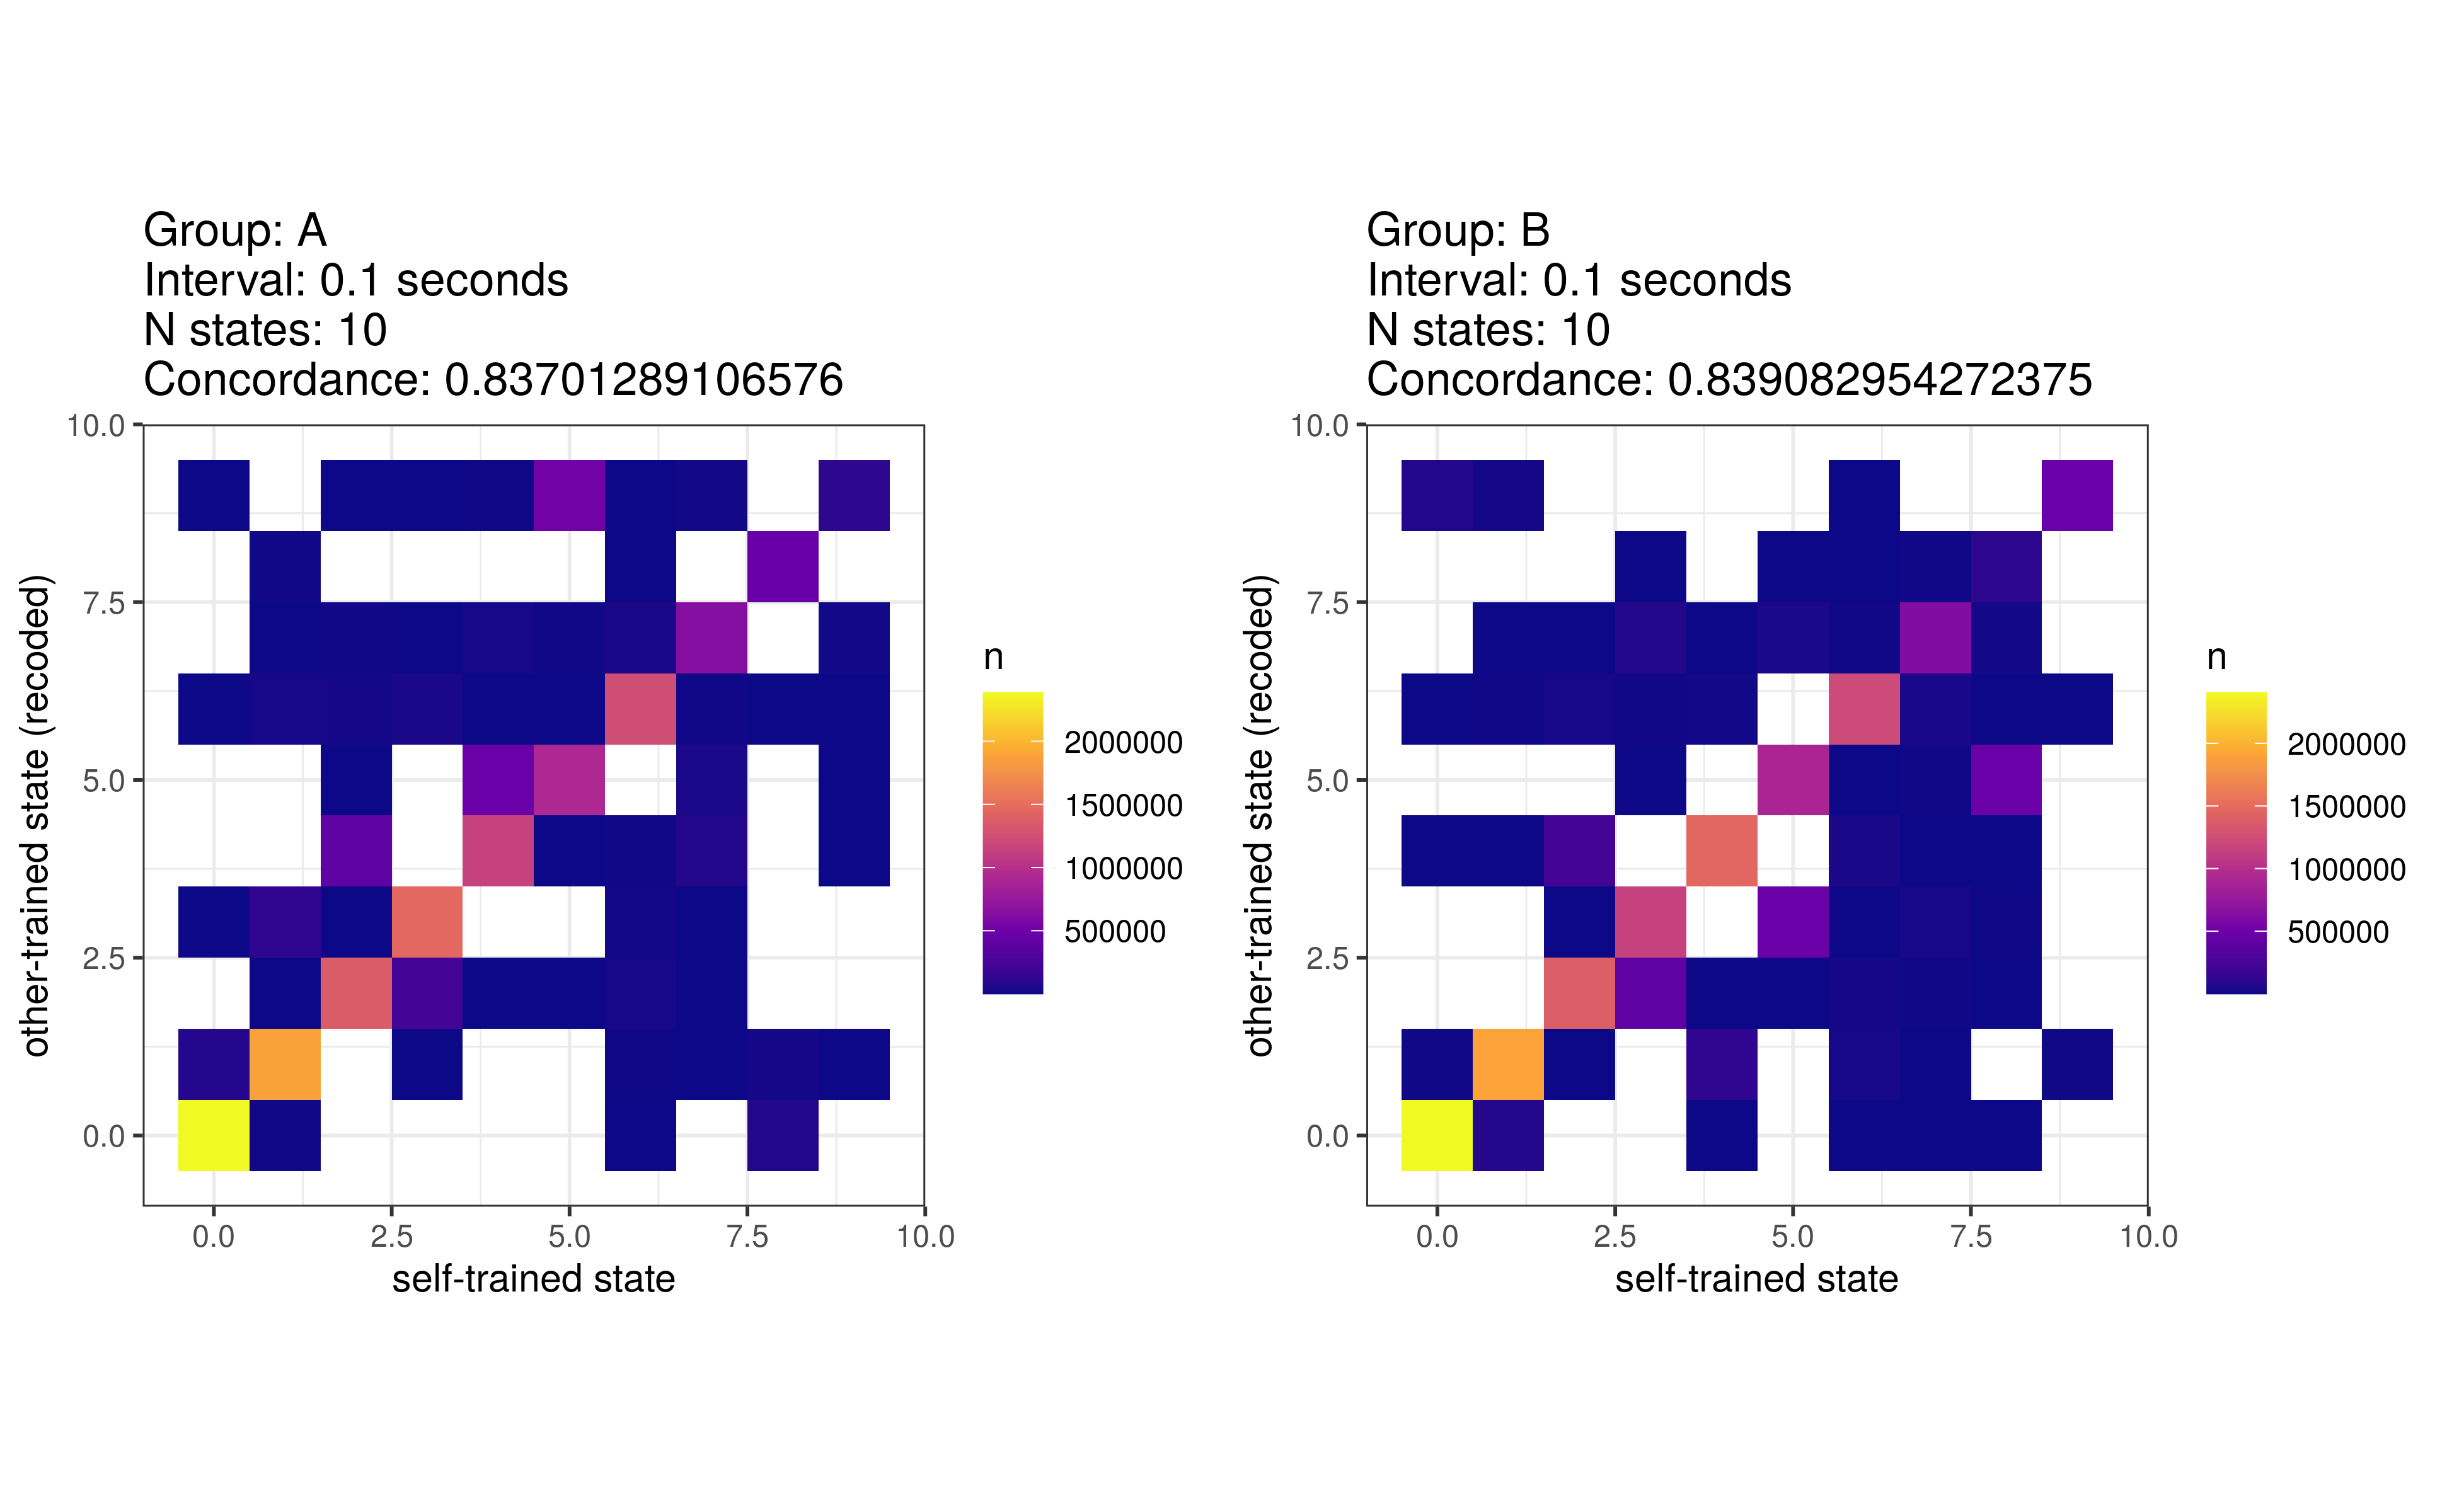 Group: A
Interval: 0.1 seconds
N states: 10
Concordance: 0.83701289106576
10.0
7.5
5.0
2.5
0.0
other-trained state (recoded)
0.0 2.5 5.0 7.5 10.0
self-trained state
n
2000000
1500000
1000000
500000
Group: B
Interval: 0.1 seconds
N states: 10
Concordance: 0.839082954272375
10.0
7.5
5.0
2.5
0.0
other-trained state (recoded)
0.0 2.5 5.0 7.5 10.0
self-trained state
n
2000000
1500000
1000000
500000